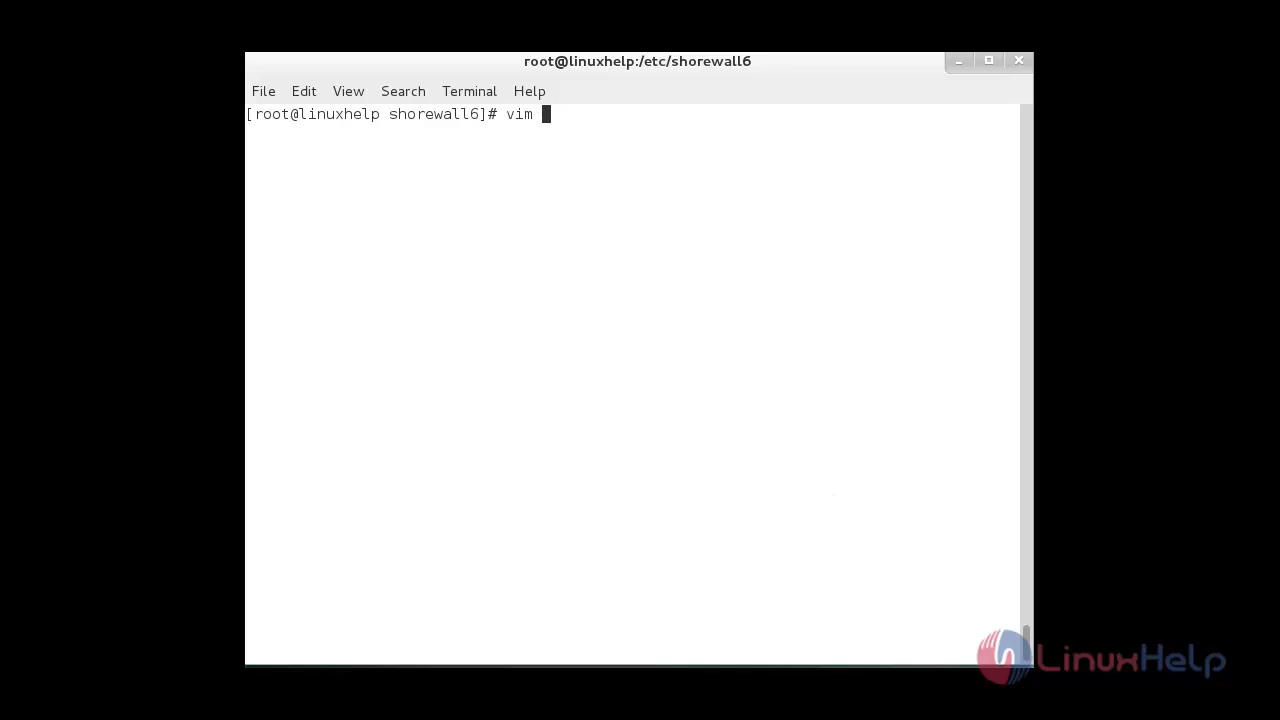 root@linuxhelp:/etc/shorewall6
File Edit View Search Terminal Help
[root@linuxhelp shorewall6]# vim
LinuxHelp